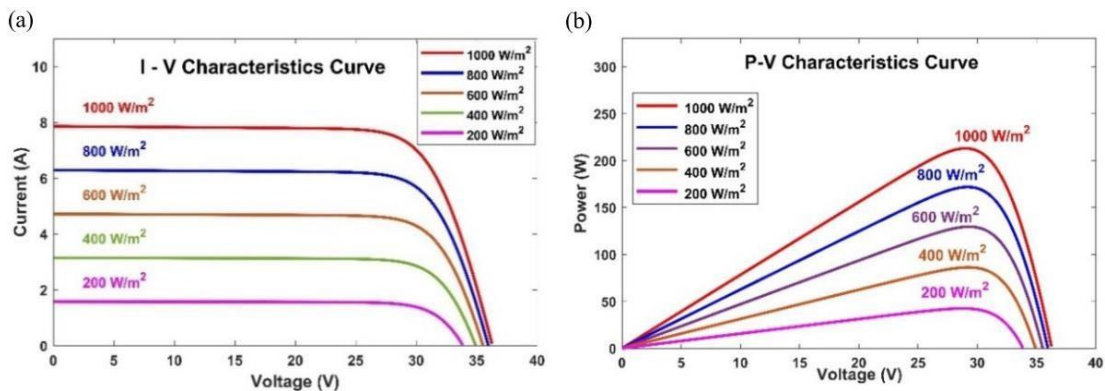 (a)
I - V Characteristics Curve
1000 W/m²
800 W/m²
600 W/m²
400 W/m²
200 W/m²
1000 W/m²
800 W/m²
600 W/m²
400 W/m²
200 W/m²
Current (A)
10
8
6
4
2
0
0 5 10 15 20 25 30 35 40
Voltage (V)
(b)
P-V Characteristics Curve
1000 W/m²
800 W/m²
600 W/m²
400 W/m²
200 W/m²
1000 W/m²
800 W/m²
600 W/m²
400 W/m²
200 W/m²
Power (W)
300
250
200
150
100
50
0
0 5 10 15 20 25 30 35 40
Voltage (V)